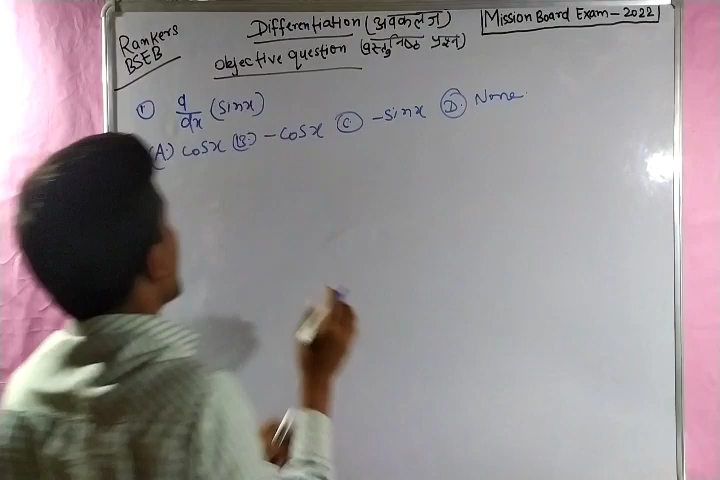 Rankers
BSEB
Differentiation (अवकलज)
Objective question (वस्तुनिष्ठ प्रश्न)
Mission Board Exam - 2022
① d/dx (sinx)
(A.) cosx (B.) - cosx (C.) - sinx (D.) None.